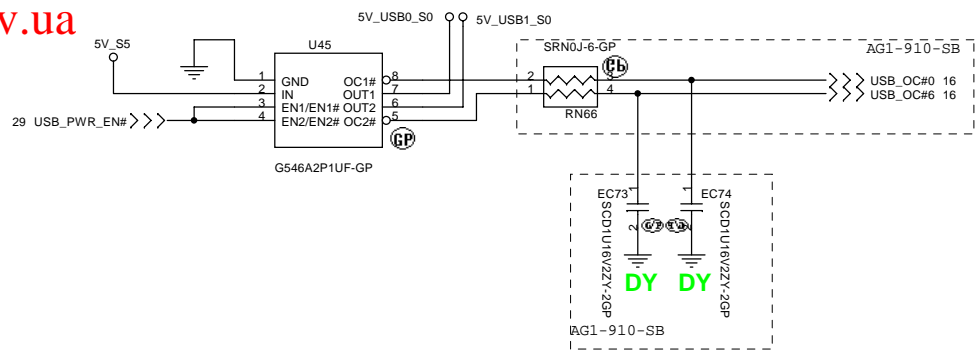 v.ua
5V_USB0_S0
5V_USB1_S0
5V_S5
U45
SRN0J-6-GP
AG1-910-SB
1 GND OC1# 8
2 IN OUT1 7
3 EN1/EN1# OUT2 6
4 EN2/EN2# OC2# 5
29 USB_PWR_EN#
GP
G546A2P1UF-GP
2 3
1 4
RN66
USB_OC#0 16
USB_OC#6 16
EC73
1
2
SCD1U16V2ZY-2GP
DY
EC74
1
2
SCD1U16V2ZY-2GP
DY
AG1-910-SB